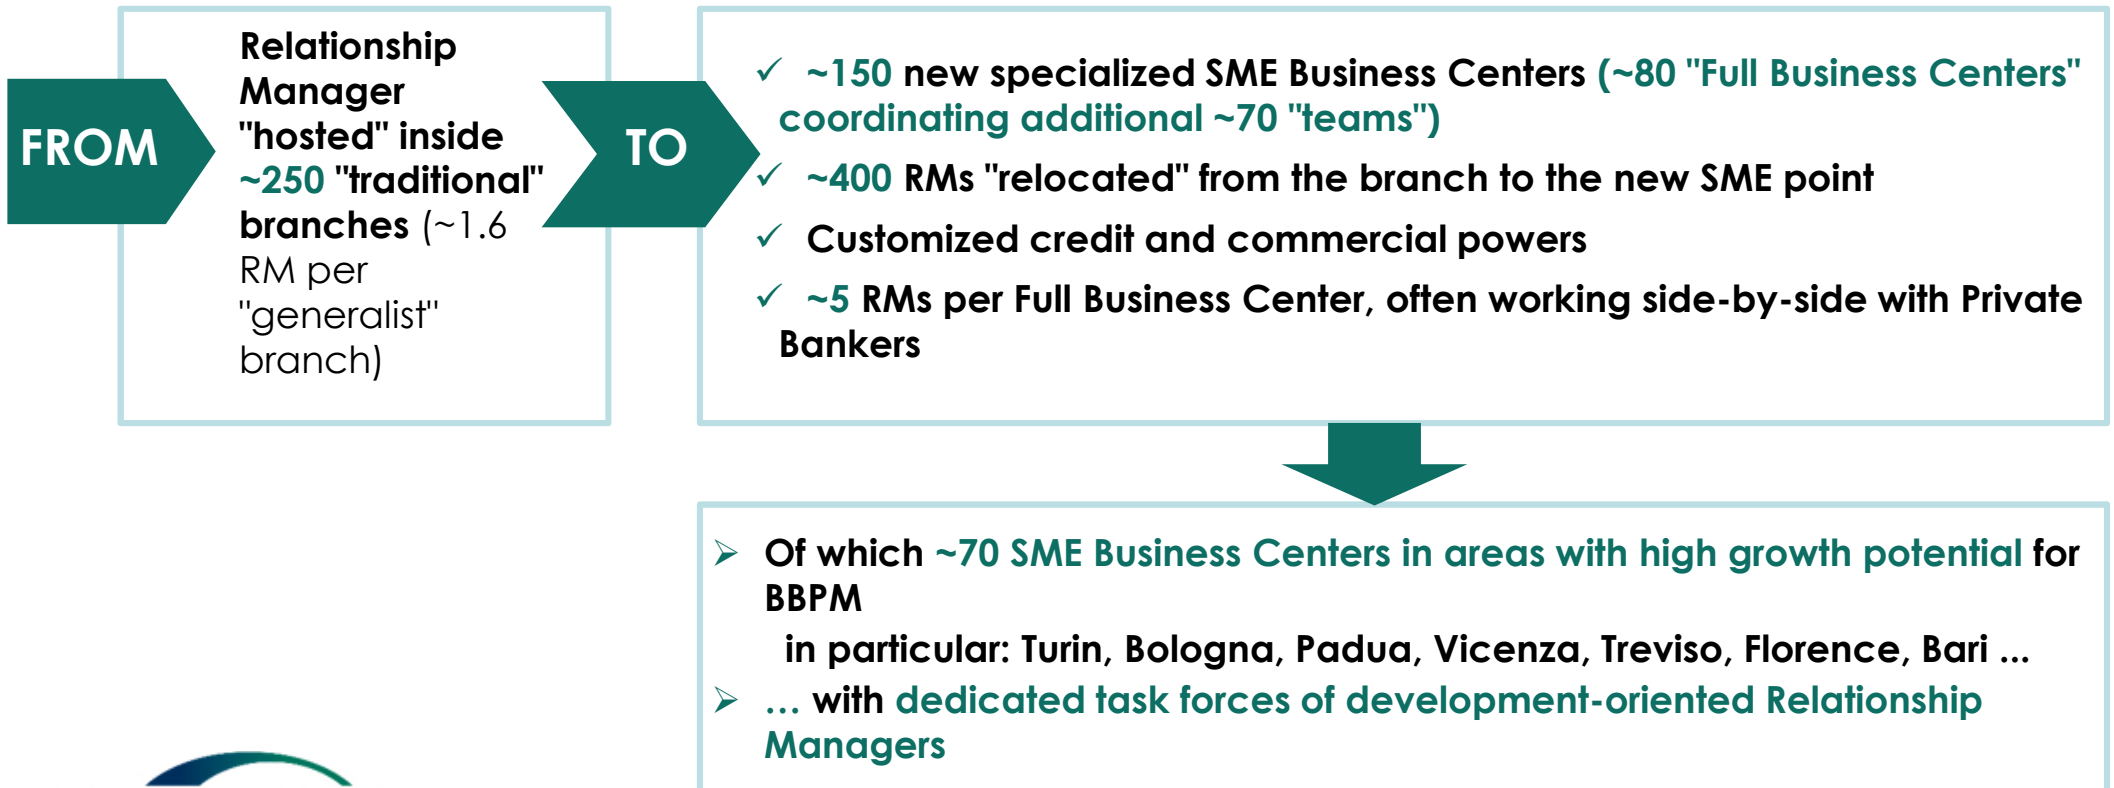 FROM
Relationship
Manager
"hosted" inside
~250 "traditional"
branches (~1.6
RM per
"generalist"
branch)
TO
✓ ~150 new specialized SME Business Centers (~80 "Full Business Centers"
coordinating additional ~70 "teams")
✓ ~400 RMs "relocated" from the branch to the new SME point
✓ Customized credit and commercial powers
✓ ~5 RMs per Full Business Center, often working side-by-side with Private
Bankers
➢ Of which ~70 SME Business Centers in areas with high growth potential for
BBPM
in particular: Turin, Bologna, Padua, Vicenza, Treviso, Florence, Bari ...
➢ … with dedicated task forces of development-oriented Relationship
Managers